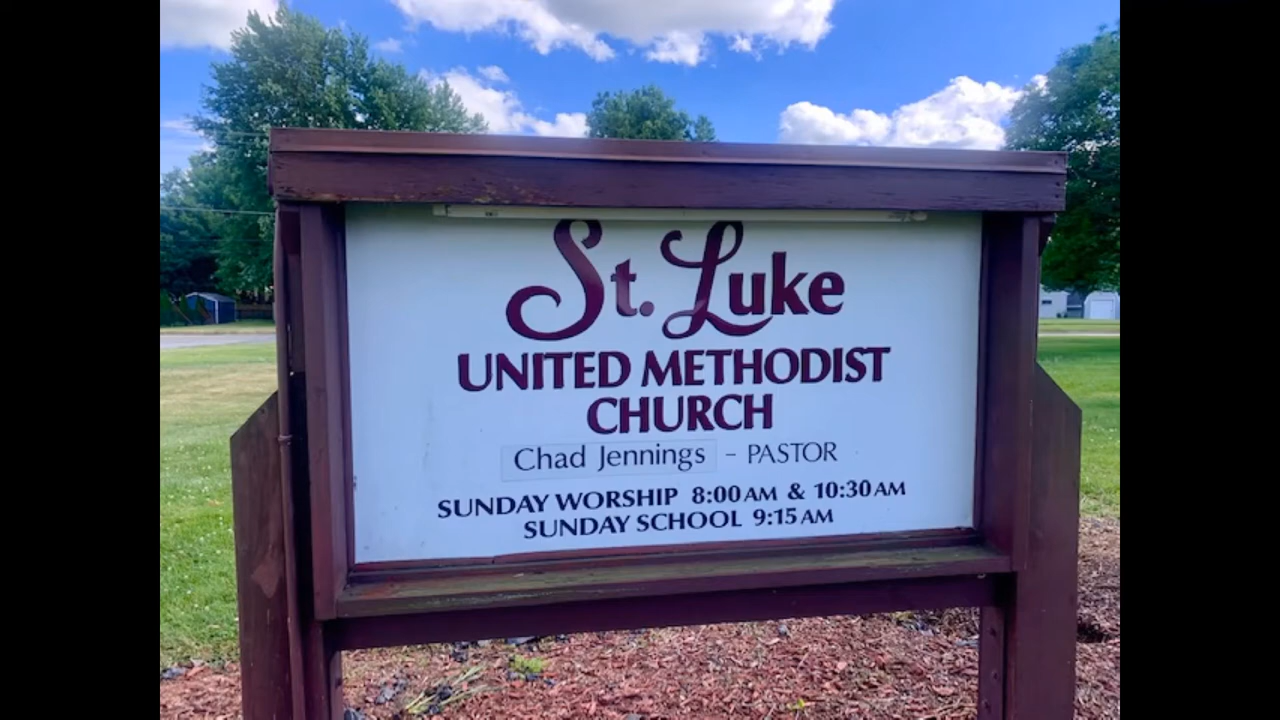 St. Luke
UNITED METHODIST
CHURCH
Chad Jennings - PASTOR
SUNDAY WORSHIP 8:00 AM & 10:30 AM
SUNDAY SCHOOL 9:15 AM